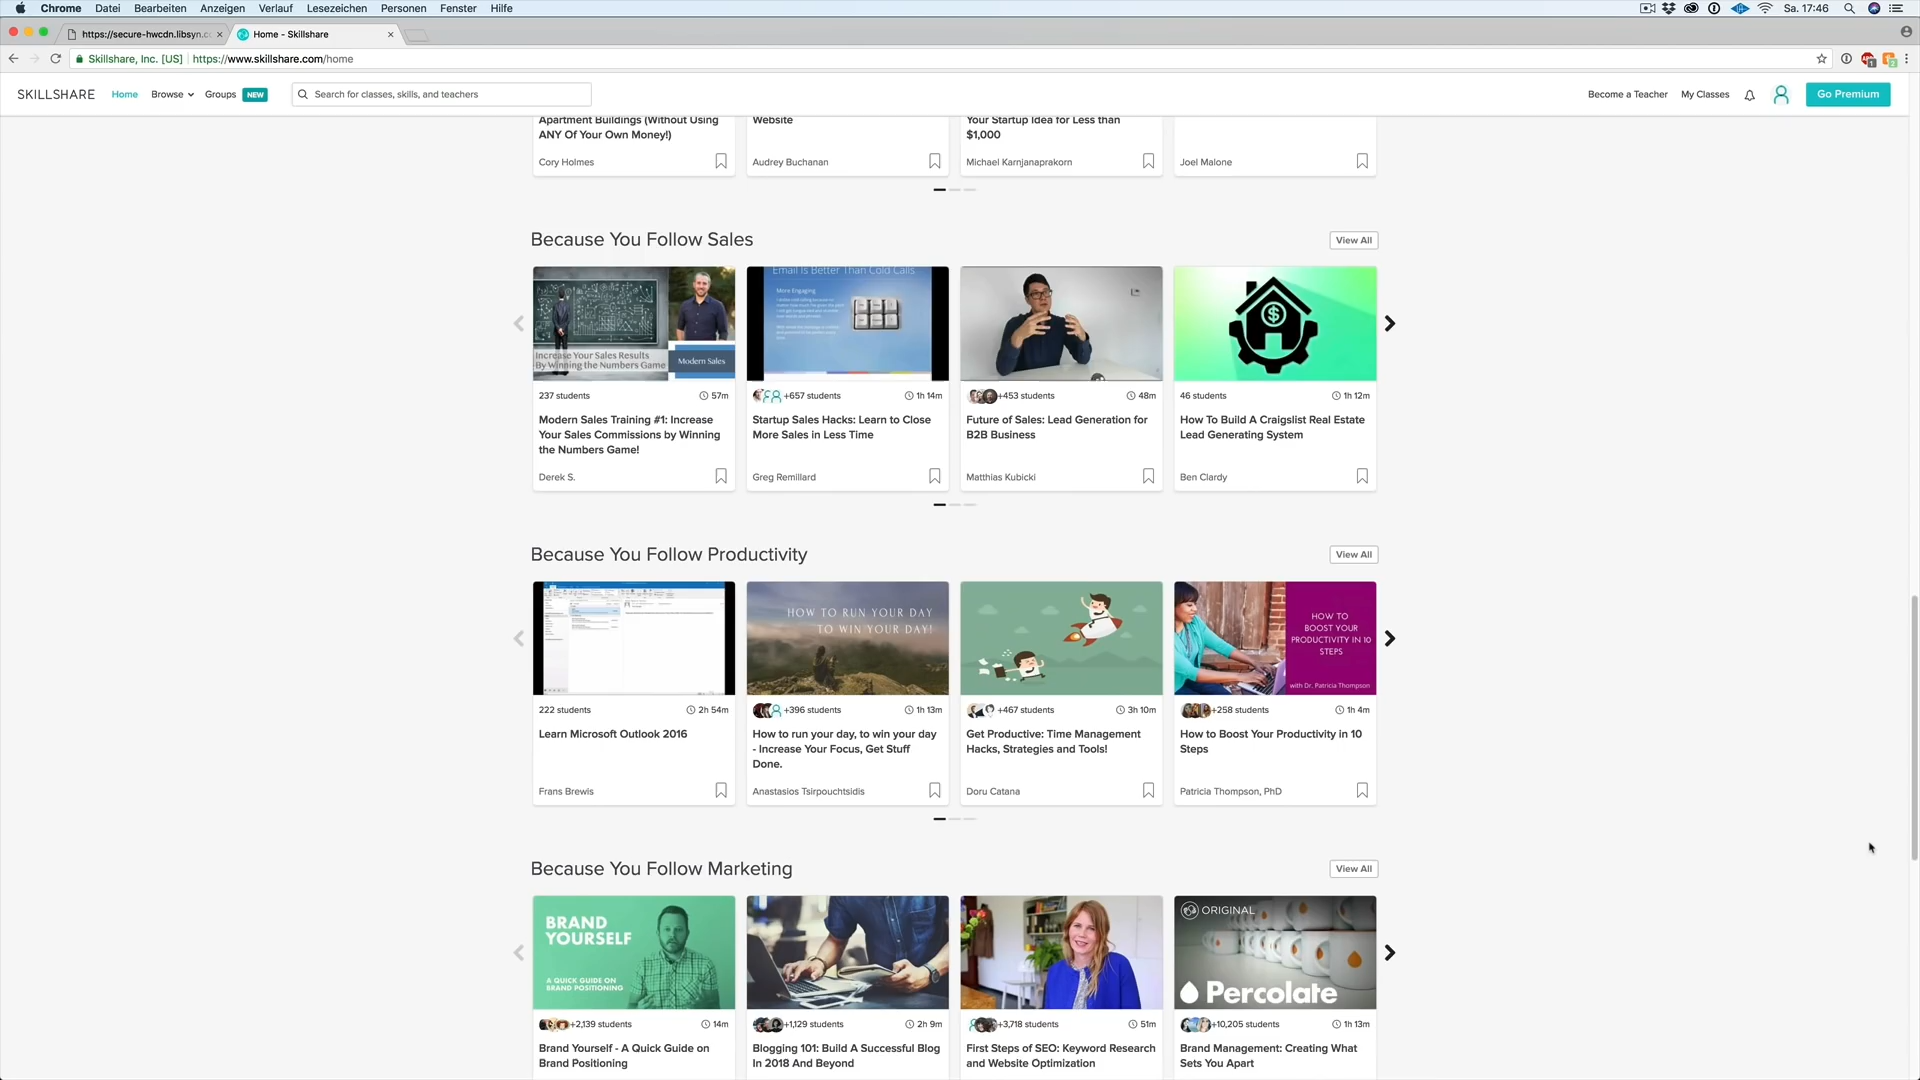 Chrome Datei Bearbeiten Anzeigen Verlauf Lesezeichen Personen Fenster Hilfe Sa. 17:46
https://secure-hwcdn.libsyn.co Home - Skillshare
Skillshare, Inc. [US] https://www.skillshare.com/home
SKILLSHARE Home Browse Groups NEW Search for classes, skills, and teachers Become a Teacher My Classes Go Premium
Apartment Buildings (Without Using Website Your Startup Idea for Less than
ANY Of Your Own Money!) $1,000
Cory Holmes Audrey Buchanan Michael Karnjanaprakorn Joel Malone
Because You Follow Sales View All
Email Is Better Than Cold Calls
More Engaging
Increase Your Sales Results
By Winning the Numbers Game Modern Sales
237 students 57m +657 students 1h 14m +453 students 48m 46 students 1h 12m
Modern Sales Training #1: Increase Startup Sales Hacks: Learn to Close Future of Sales: Lead Generation for How To Build A Craigslist Real Estate
Your Sales Commissions by Winning More Sales in Less Time B2B Business Lead Generating System
the Numbers Game!
Derek S. Greg Remillard Matthias Kubicki Ben Clardy
Because You Follow Productivity View All
HOW TO RUN YOUR DAY HOW TO
TO WIN YOUR DAY! BOOST YOUR
PRODUCTIVITY IN 10
STEPS
with Dr. Patricia Thompson
222 students 2h 54m +396 students 1h 13m +467 students 3h 10m +258 students 1h 4m
Learn Microsoft Outlook 2016 How to run your day, to win your day Get Productive: Time Management How to Boost Your Productivity in 10
- Increase Your Focus, Get Stuff Hacks, Strategies and Tools! Steps
Done.
Frans Brewis Anastasios Tsirpouchtsidis Doru Catana Patricia Thompson, PhD
Because You Follow Marketing View All
BRAND ORIGINAL
YOURSELF
A QUICK GUIDE ON
BRAND POSITIONING Percolate
+2,139 students 14m +1,129 students 2h 9m +3,718 students 51m +10,205 students 1h 13m
Brand Yourself - A Quick Guide on Blogging 101: Build A Successful Blog First Steps of SEO: Keyword Research Brand Management: Creating What
Brand Positioning In 2018 And Beyond and Website Optimization Sets You Apart